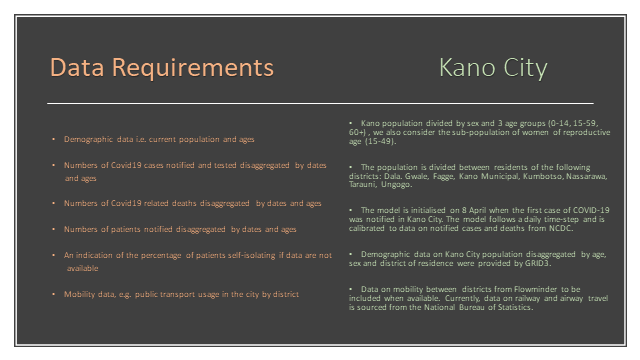 Data Requirements
Kano City
• Demographic data i.e. current population and ages
• Numbers of Covid19 cases notified and tested disaggregated by dates
and ages
• Numbers of Covid19 related deaths disaggregated by dates and ages
• Numbers of patients notified disaggregated by dates and ages
• An indication of the percentage of patients self-isolating if data are not
available
• Mobility data, e.g. public transport usage in the city by district
• Kano population divided by sex and 3 age groups (0-14, 15-59,
60+) , we also consider the sub-population of women of reproductive
age (15-49).
• The population is divided between residents of the following
districts: Dala. Gwale, Fagge, Kano Municipal, Kumbotso, Nassarawa,
Tarauni, Ungogo.
• The model is initialised on 8 April when the first case of COVID-19
was notified in Kano City. The model follows a daily time-step and is
calibrated to data on notified cases and deaths from NCDC.
• Demographic data on Kano City population disaggregated by age,
sex and district of residence were provided by GRID3.
• Data on mobility between districts from Flowminder to be
included when available. Currently, data on railway and airway travel
is sourced from the National Bureau of Statistics.